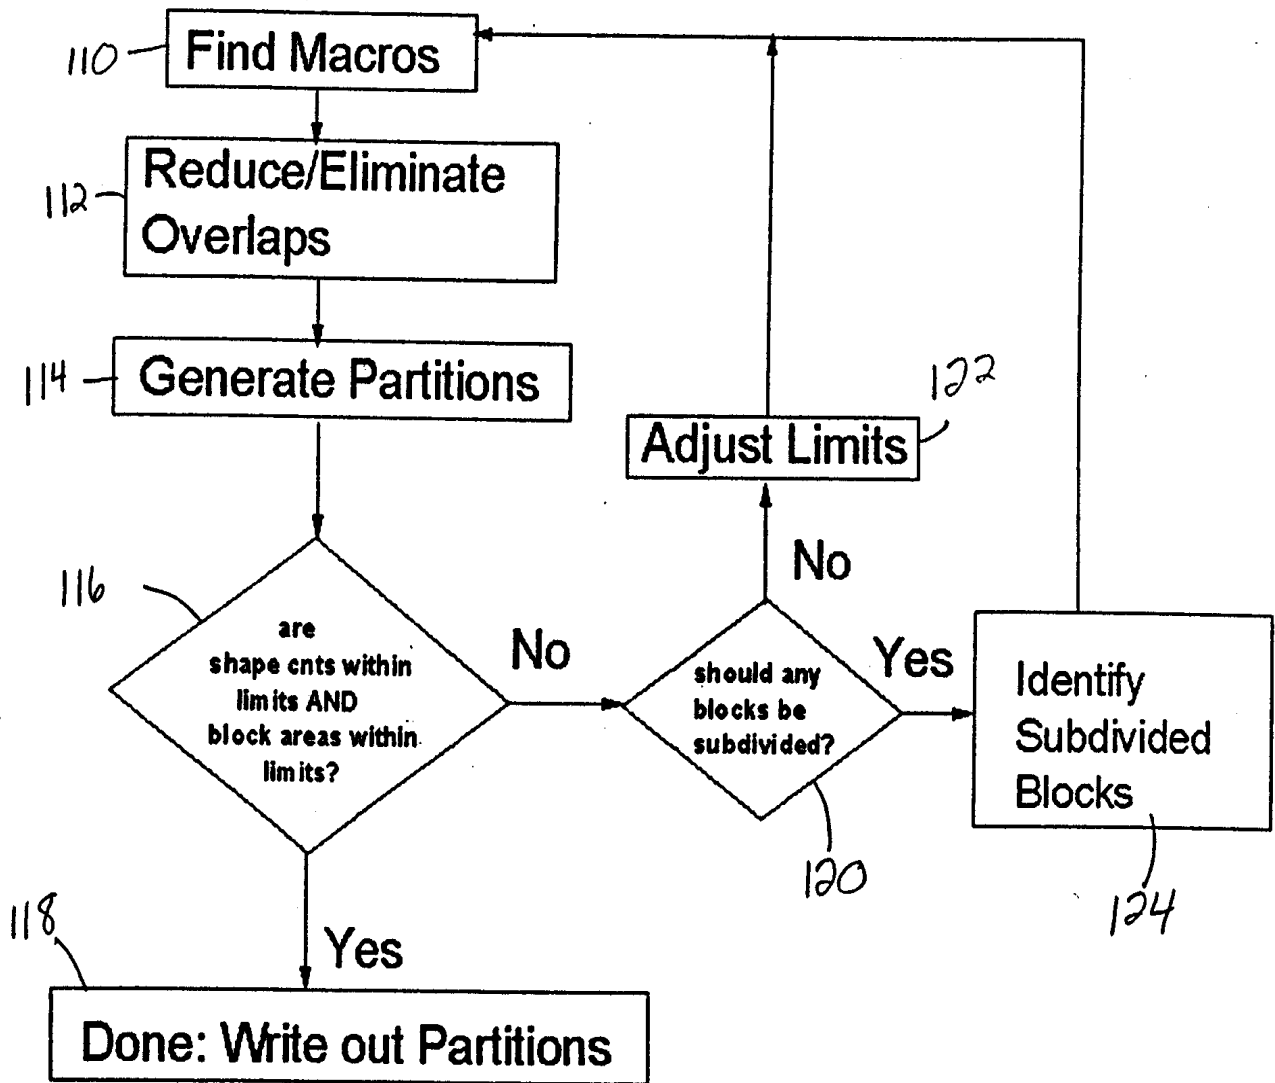 110
Find Macros
112
Reduce/Eliminate
Overlaps
114
Generate Partitions
122
Adjust Limits
116
are
shape cnts within
limits AND
block areas within
limits?
No
No
should any
blocks be
subdivided?
Yes
Identify
Subdivided
Blocks
120
124
118
Yes
Done: Write out Partitions